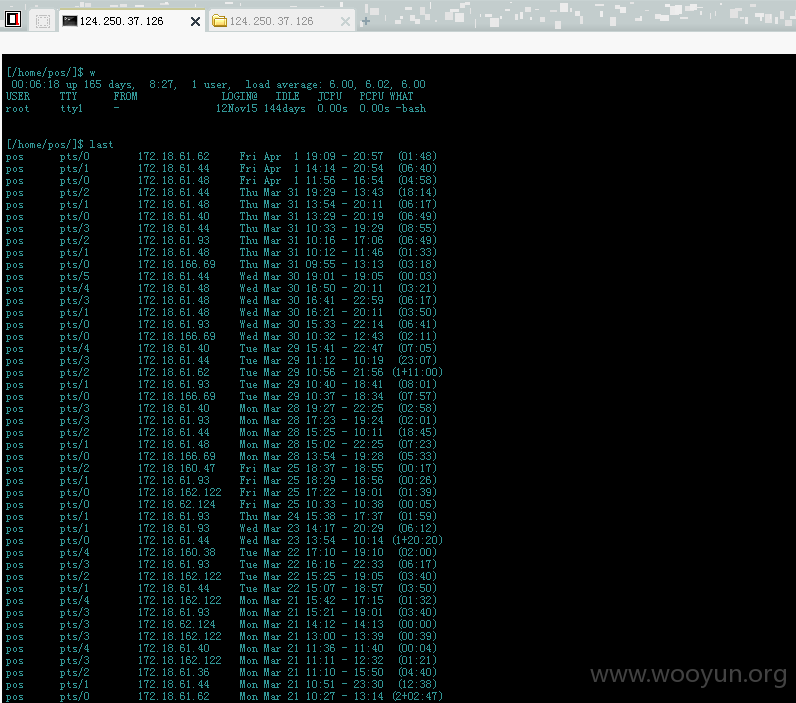 124.250.37.126 124.250.37.126
[/home/pos/]$ w
00:06:18 up 165 days, 8:27, 1 user, load average: 6.00, 6.02, 6.00
USER TTY FROM LOGIN@ IDLE JCPU PCPU WHAT
root tty1 - 12Nov15 144days 0.00s 0.00s -bash
[/home/pos/]$ last
pos pts/0 172.18.61.62 Fri Apr 1 19:09 - 20:57 (01:48)
pos pts/1 172.18.61.44 Fri Apr 1 14:14 - 20:54 (06:40)
pos pts/0 172.18.61.48 Fri Apr 1 11:56 - 16:54 (04:58)
pos pts/2 172.18.61.44 Thu Mar 31 19:29 - 13:43 (18:14)
pos pts/1 172.18.61.48 Thu Mar 31 13:54 - 20:11 (06:17)
pos pts/0 172.18.61.40 Thu Mar 31 13:29 - 20:19 (06:49)
pos pts/3 172.18.61.44 Thu Mar 31 10:33 - 19:29 (08:55)
pos pts/2 172.18.61.93 Thu Mar 31 10:16 - 17:06 (06:49)
pos pts/1 172.18.61.48 Thu Mar 31 10:12 - 11:46 (01:33)
pos pts/0 172.18.166.69 Thu Mar 31 09:55 - 13:13 (03:18)
pos pts/5 172.18.61.44 Wed Mar 30 19:01 - 19:05 (00:03)
pos pts/4 172.18.61.48 Wed Mar 30 16:50 - 20:11 (03:21)
pos pts/3 172.18.61.48 Wed Mar 30 16:41 - 22:59 (06:17)
pos pts/1 172.18.61.48 Wed Mar 30 16:21 - 20:11 (03:50)
pos pts/0 172.18.61.93 Wed Mar 30 15:33 - 22:14 (06:41)
pos pts/0 172.18.166.69 Wed Mar 30 10:32 - 12:43 (02:11)
pos pts/4 172.18.61.40 Tue Mar 29 15:41 - 22:47 (07:05)
pos pts/3 172.18.61.44 Tue Mar 29 11:12 - 10:19 (23:07)
pos pts/2 172.18.61.62 Tue Mar 29 10:56 - 21:56 (1+11:00)
pos pts/1 172.18.61.93 Tue Mar 29 10:40 - 18:41 (08:01)
pos pts/0 172.18.166.69 Tue Mar 29 10:37 - 18:34 (07:57)
pos pts/3 172.18.61.40 Mon Mar 28 19:27 - 22:25 (02:58)
pos pts/3 172.18.61.93 Mon Mar 28 17:23 - 19:24 (02:01)
pos pts/2 172.18.61.44 Mon Mar 28 15:25 - 10:11 (18:45)
pos pts/1 172.18.61.48 Mon Mar 28 15:02 - 22:25 (07:23)
pos pts/0 172.18.166.69 Mon Mar 28 13:54 - 19:28 (05:33)
pos pts/2 172.18.160.47 Fri Mar 25 18:37 - 18:55 (00:17)
pos pts/1 172.18.61.93 Fri Mar 25 18:29 - 18:56 (00:26)
pos pts/0 172.18.162.122 Fri Mar 25 17:22 - 19:01 (01:39)
pos pts/0 172.18.62.124 Fri Mar 25 10:33 - 10:38 (00:05)
pos pts/1 172.18.61.93 Thu Mar 24 15:38 - 17:37 (01:59)
pos pts/1 172.18.61.93 Wed Mar 23 14:17 - 20:29 (06:12)
pos pts/0 172.18.61.44 Wed Mar 23 13:54 - 10:14 (1+20:20)
pos pts/4 172.18.160.38 Tue Mar 22 17:10 - 19:10 (02:00)
pos pts/3 172.18.61.93 Tue Mar 22 16:16 - 22:33 (06:17)
pos pts/2 172.18.162.122 Tue Mar 22 15:25 - 19:05 (03:40)
pos pts/1 172.18.61.44 Tue Mar 22 15:07 - 18:57 (03:50)
pos pts/4 172.18.162.122 Mon Mar 21 15:42 - 17:15 (01:32)
pos pts/3 172.18.61.93 Mon Mar 21 15:21 - 19:01 (03:40)
pos pts/3 172.18.62.124 Mon Mar 21 14:12 - 14:13 (00:00)
pos pts/3 172.18.162.122 Mon Mar 21 13:00 - 13:39 (00:39)
pos pts/4 172.18.61.40 Mon Mar 21 11:36 - 11:40 (00:04)
pos pts/3 172.18.162.122 Mon Mar 21 11:11 - 12:32 (01:21)
pos pts/2 172.18.61.36 Mon Mar 21 11:10 - 15:50 (04:40)
pos pts/1 172.18.61.44 Mon Mar 21 10:51 - 23:30 (12:38)
pos pts/0 172.18.61.62 Mon Mar 21 10:27 - 13:14 (2+02:47)
www.wooyun.org